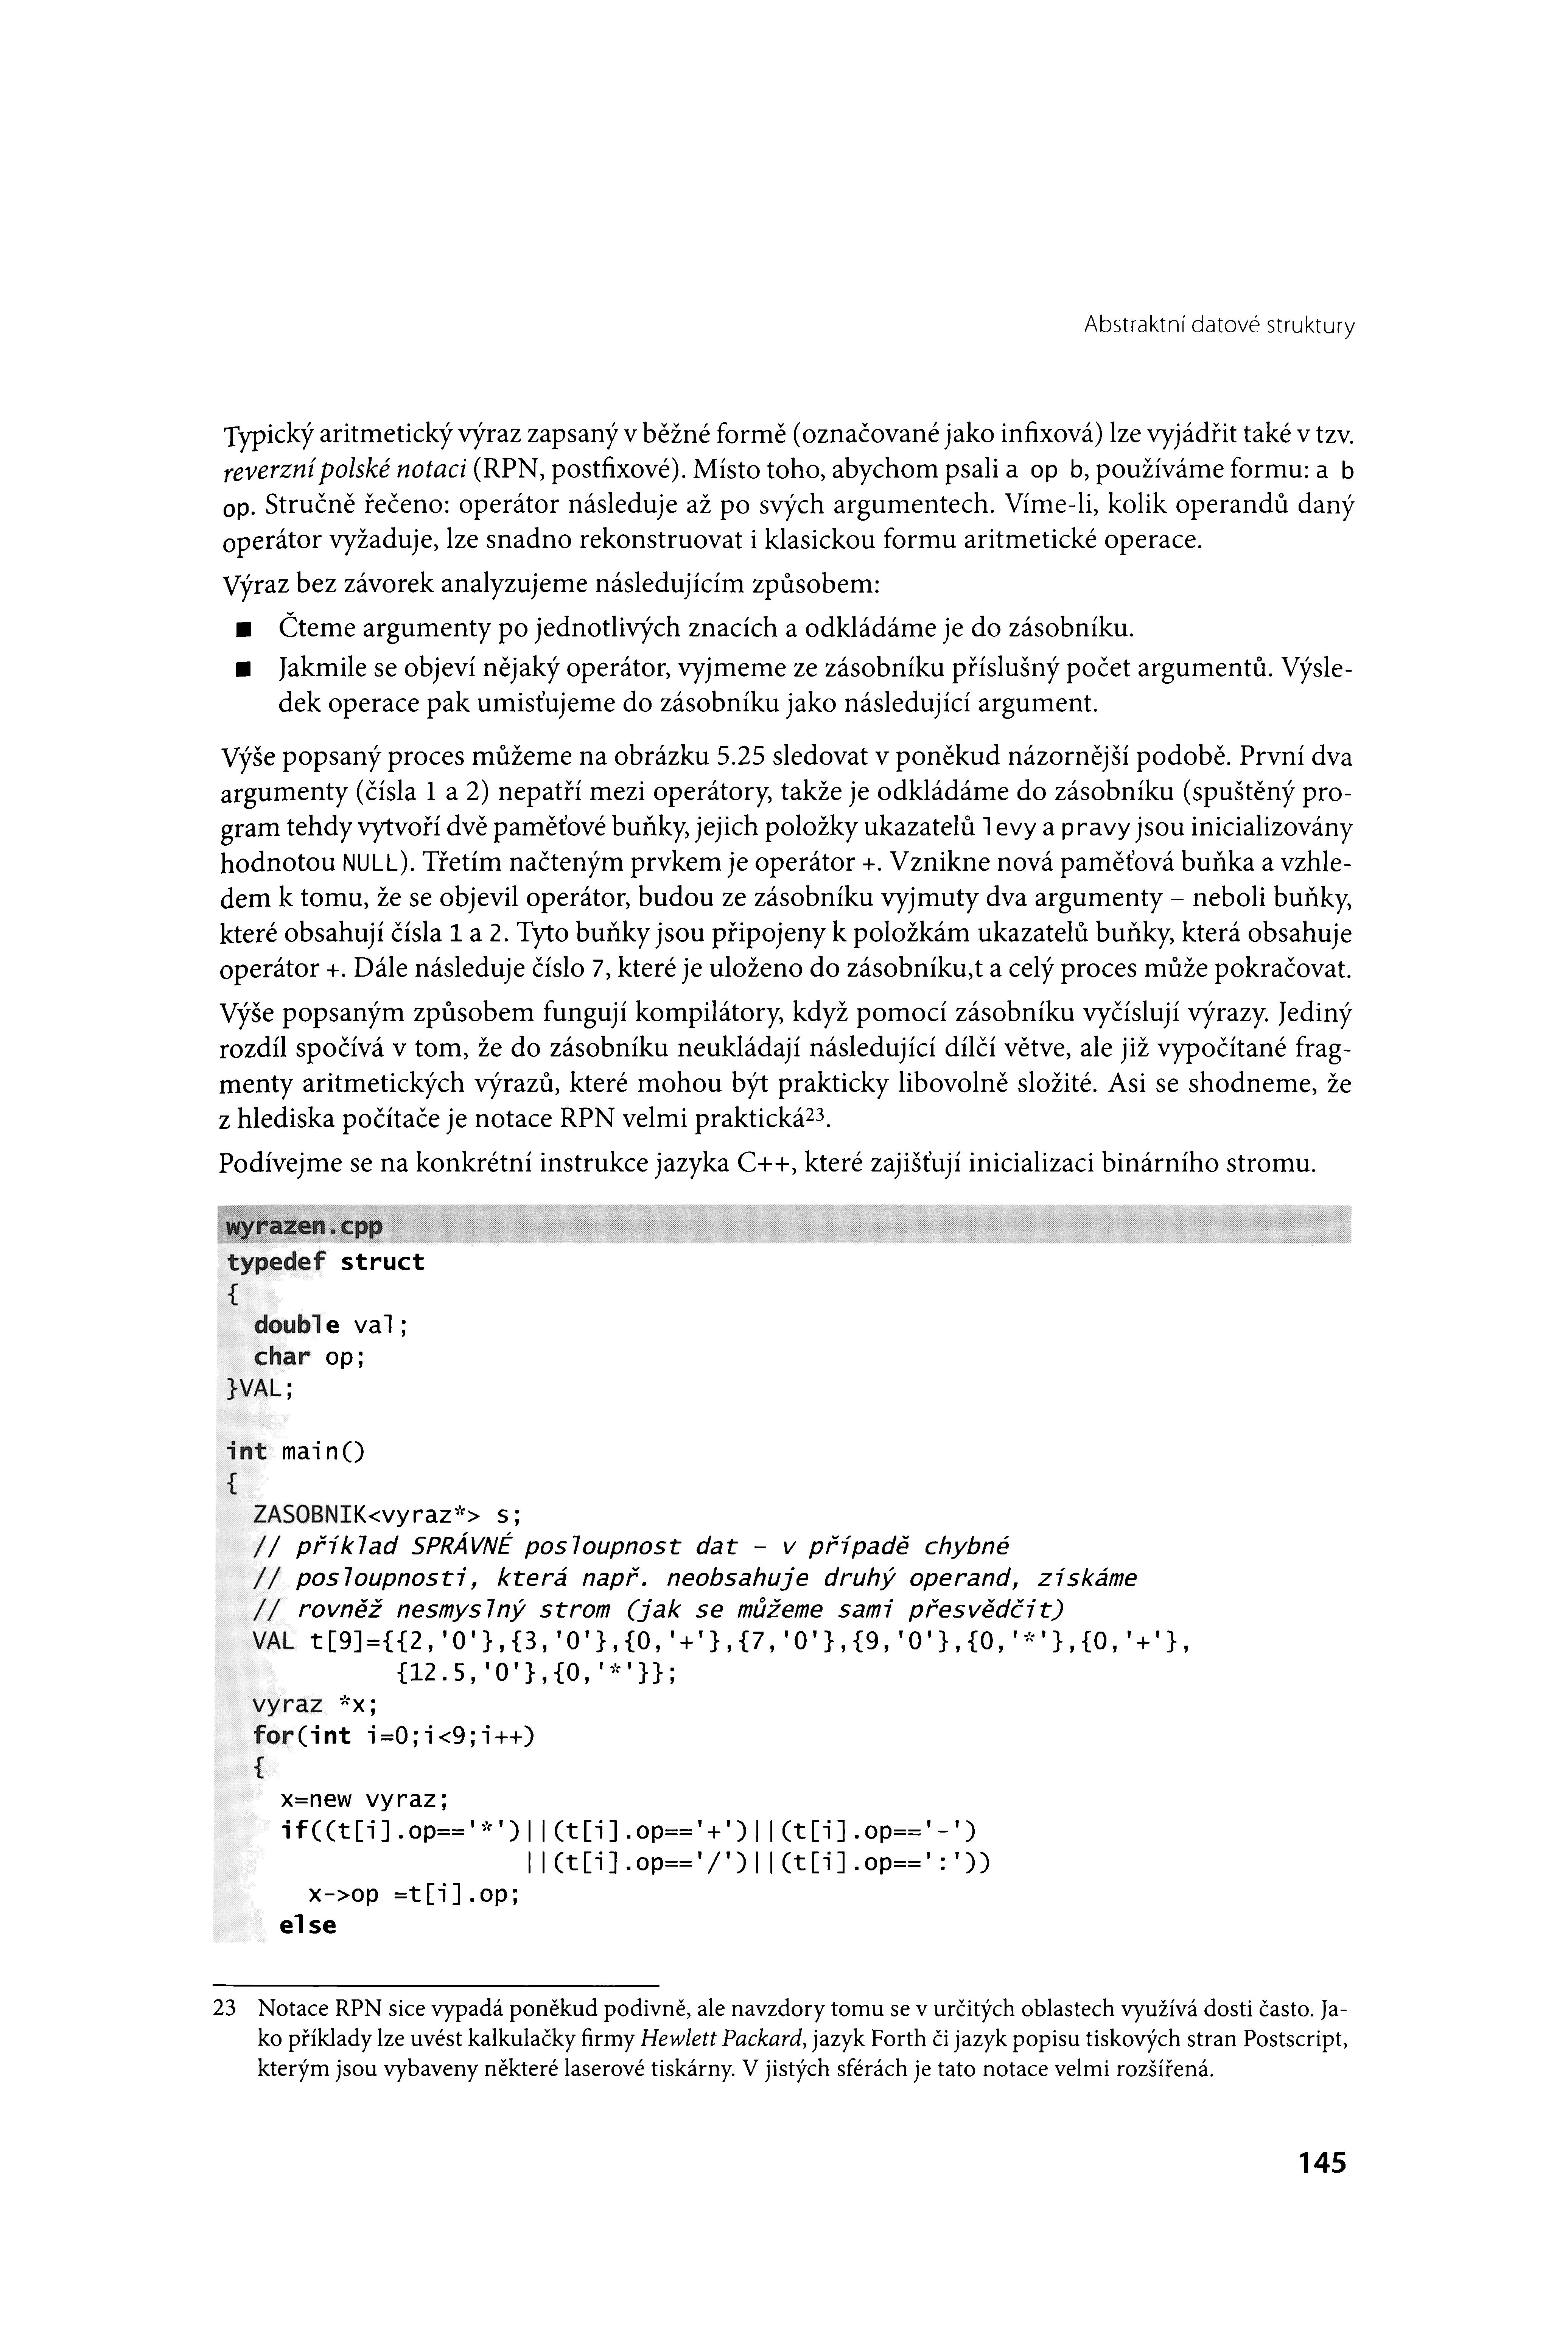 Abstraktní datové struktury
Typický aritmetický výraz zapsaný v běžné formě (označované jako infixová) lze vyjádřit také v tzv.
reverzní polské notaci (RPN, postfixové). Místo toho, abychom psali a op b, používáme formu: a b
op. Stručně řečeno: operátor následuje až po svých argumentech. Víme-li, kolik operandů daný
operátor vyžaduje, lze snadno rekonstruovat i klasickou formu aritmetické operace.
Výraz bez závorek analyzujeme následujícím způsobem:
■ Čteme argumenty po jednotlivých znacích a odkládáme je do zásobníku.
■ Jakmile se objeví nějaký operátor, vyjmeme ze zásobníku příslušný počet argumentů. Výsle-
dek operace pak umisťujeme do zásobníku jako následující argument.
Výše popsaný proces můžeme na obrázku 5.25 sledovat v poněkud názornější podobě. První dva
argumenty (čísla 1 a 2) nepatří mezi operátory, takže je odkládáme do zásobníku (spuštěný pro-
gram tehdy vytvoří dvě paměťové buňky, jejich položky ukazatelů levy a pravy jsou inicializovány
hodnotou NULL). Třetím načteným prvkem je operátor +. Vznikne nová paměťová buňka a vzhle-
dem k tomu, že se objevil operátor, budou ze zásobníku vyjmuty dva argumenty – neboli buňky,
které obsahují čísla 1 a 2. Tyto buňky jsou připojeny k položkám ukazatelů buňky, která obsahuje
operátor +. Dále následuje číslo 7, které je uloženo do zásobníku,t a celý proces může pokračovat.
Výše popsaným způsobem fungují kompilátory, když pomocí zásobníku vyčíslují výrazy. Jediný
rozdíl spočívá v tom, že do zásobníku neukládají následující dílčí větve, ale již vypočítané frag-
menty aritmetických výrazů, které mohou být prakticky libovolně složité. Asi se shodneme, že
z hlediska počítače je notace RPN velmi praktická23.
Podívejme se na konkrétní instrukce jazyka C++, které zajišťují inicializaci binárního stromu.
wyrazen.cpp
typedef struct
{
  double val;
  char op;
}VAL;
int main()
{
  ZASOBNIK<vyraz*> s;
  // příklad SPRÁVNÉ posloupnost dat – v případě chybné
  // posloupnosti, která např. neobsahuje druhý operand, získáme
  // rovněž nesmyslný strom (jak se můžeme sami přesvědčit)
  VAL t[9]={{2,'0'},{3,'0'},{0,'+'},{7,'0'},{9,'0'},{0,'*'},{0,'+'},
            {12.5,'0'},{0,'*'}};
  vyraz *x;
  for(int i=0;i<9;i++)
  {
    x=new vyraz;
    if((t[i].op=='*')||(t[i].op=='+')||(t[i].op=='-')
                     ||(t[i].op=='/')||(t[i].op==':'))
      x->op =t[i].op;
    else
23 Notace RPN sice vypadá poněkud podivně, ale navzdory tomu se v určitých oblastech využívá dosti často. Ja-
ko příklady lze uvést kalkulačky firmy Hewlett Packard, jazyk Forth či jazyk popisu tiskových stran Postscript,
kterým jsou vybaveny některé laserové tiskárny. V jistých sférách je tato notace velmi rozšířená.
145